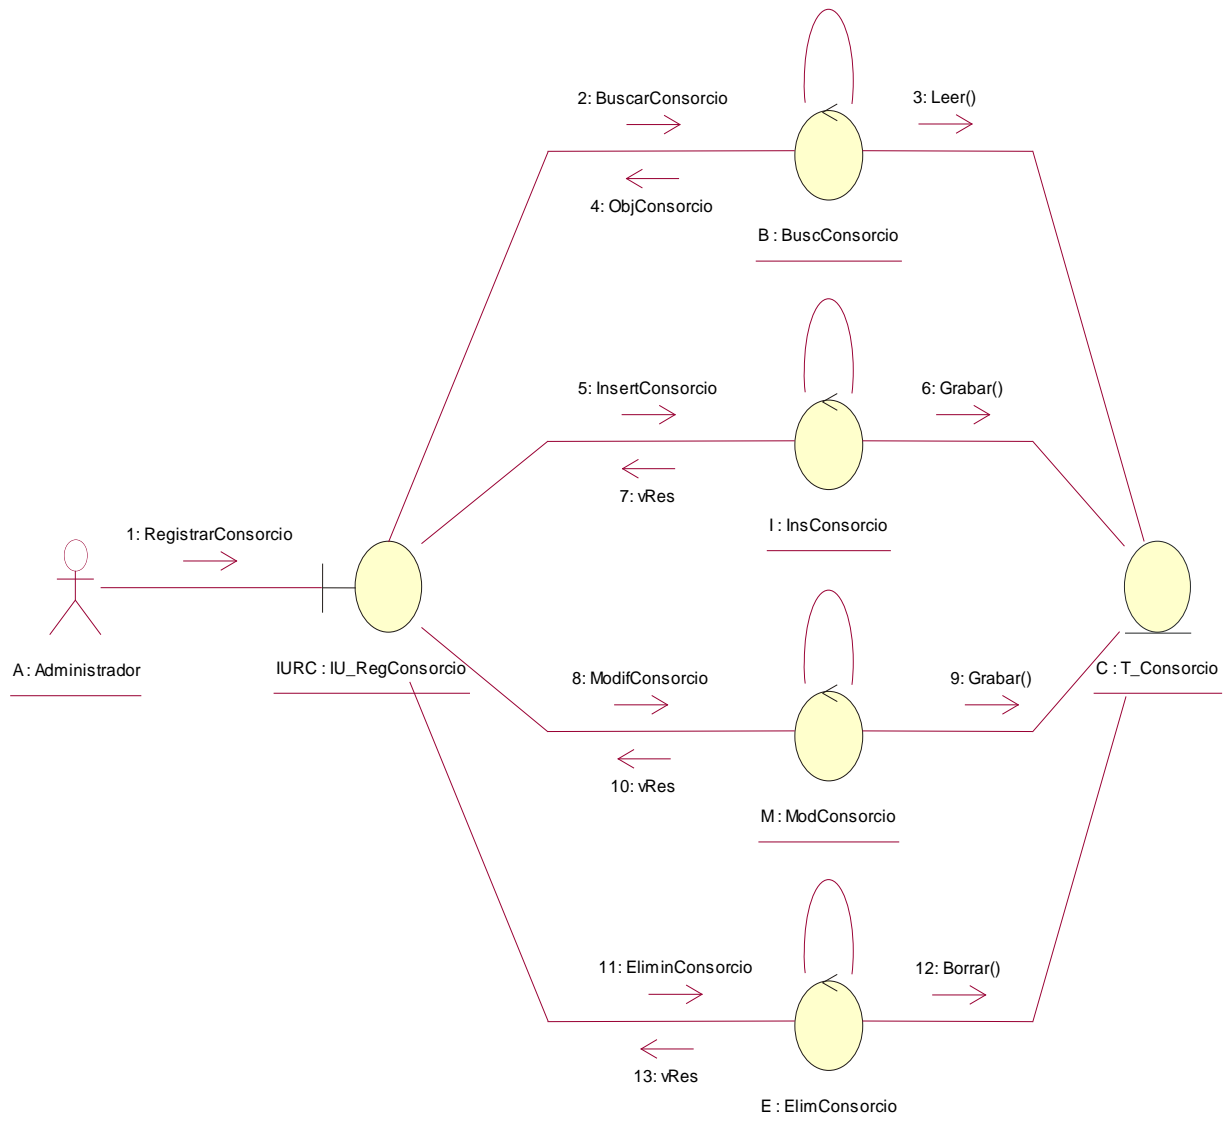 2: BuscarConsorcio
3: Leer()
4: ObjConsorcio
B : BuscConsorcio
5: InsertConsorcio
6: Grabar()
7: vRes
I : InsConsorcio
1: RegistrarConsorcio
A : Administrador
IURC : IU_RegConsorcio
C : T_Consorcio
8: ModifConsorcio
9: Grabar()
10: vRes
M : ModConsorcio
11: EliminConsorcio
12: Borrar()
13: vRes
E : ElimConsorcio